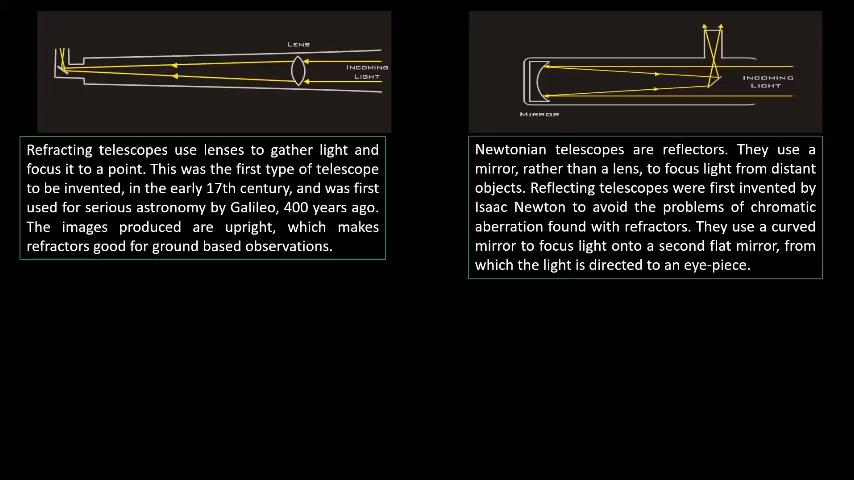 LENS
INCOMING
LIGHT
Refracting telescopes use lenses to gather light and
focus it to a point. This was the first type of telescope
to be invented, in the early 17th century, and was first
used for serious astronomy by Galileo, 400 years ago.
The images produced are upright, which makes
refractors good for ground based observations.
INCOMING
LIGHT
MIRROR
Newtonian telescopes are reflectors. They use a
mirror, rather than a lens, to focus light from distant
objects. Reflecting telescopes were first invented by
Isaac Newton to avoid the problems of chromatic
aberration found with refractors. They use a curved
mirror to focus light onto a second flat mirror, from
which the light is directed to an eye-piece.